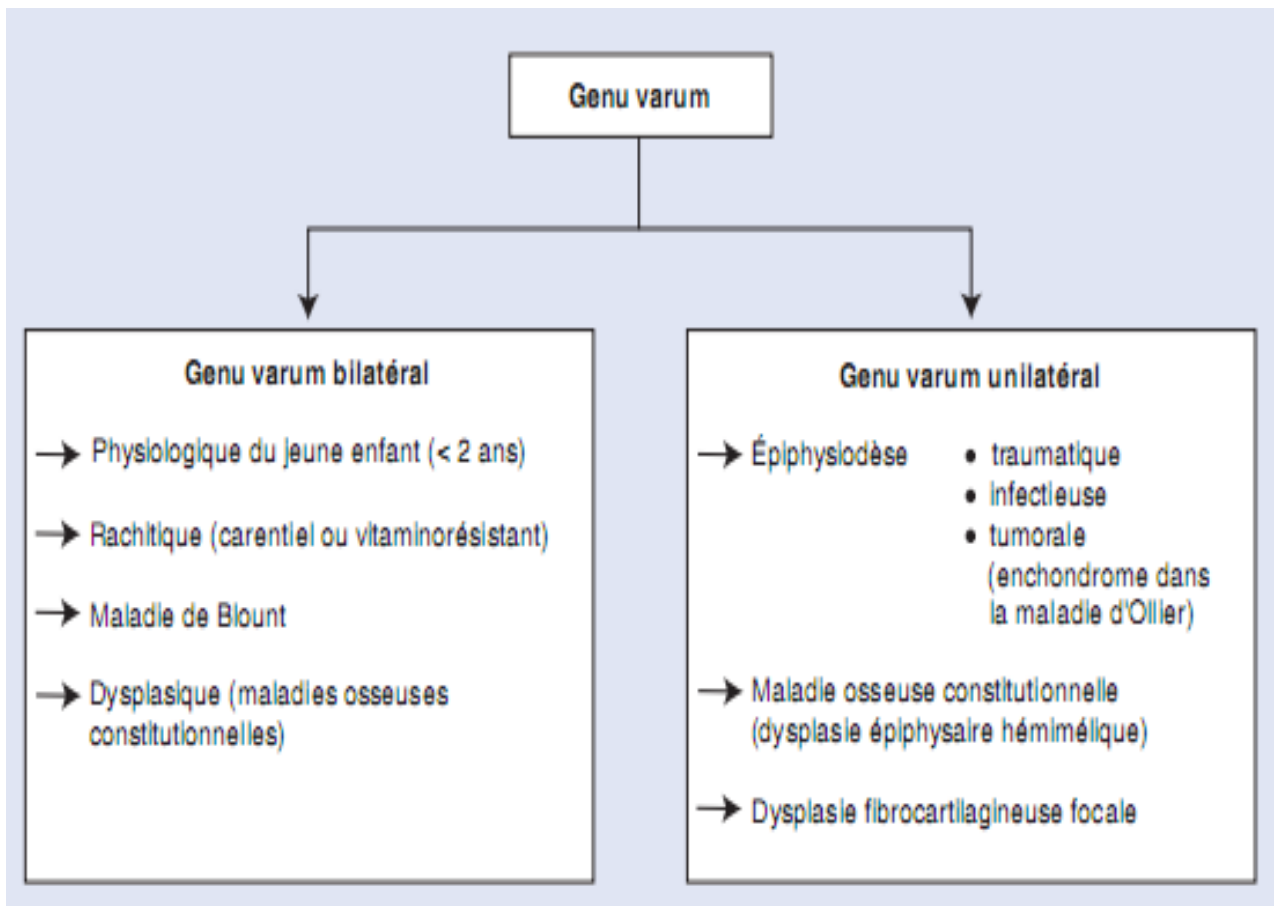 Genu varum
Genu varum bilatéral
→ Physiologique du jeune enfant (< 2 ans)
→ Rachitique (carentiel ou vitaminorésistant)
→ Maladie de Blount
→ Dysplasique (maladies osseuses
constitutionnelles)
Genu varum unilatéral
→ Épiphysiodèse • traumatique
• infectieuse
• tumorale
(enchondrome dans
la maladie d'Ollier)
→ Maladie osseuse constitutionnelle
(dysplasie épiphysaire hémimélique)
→ Dysplasie fibrocartilagineuse focale